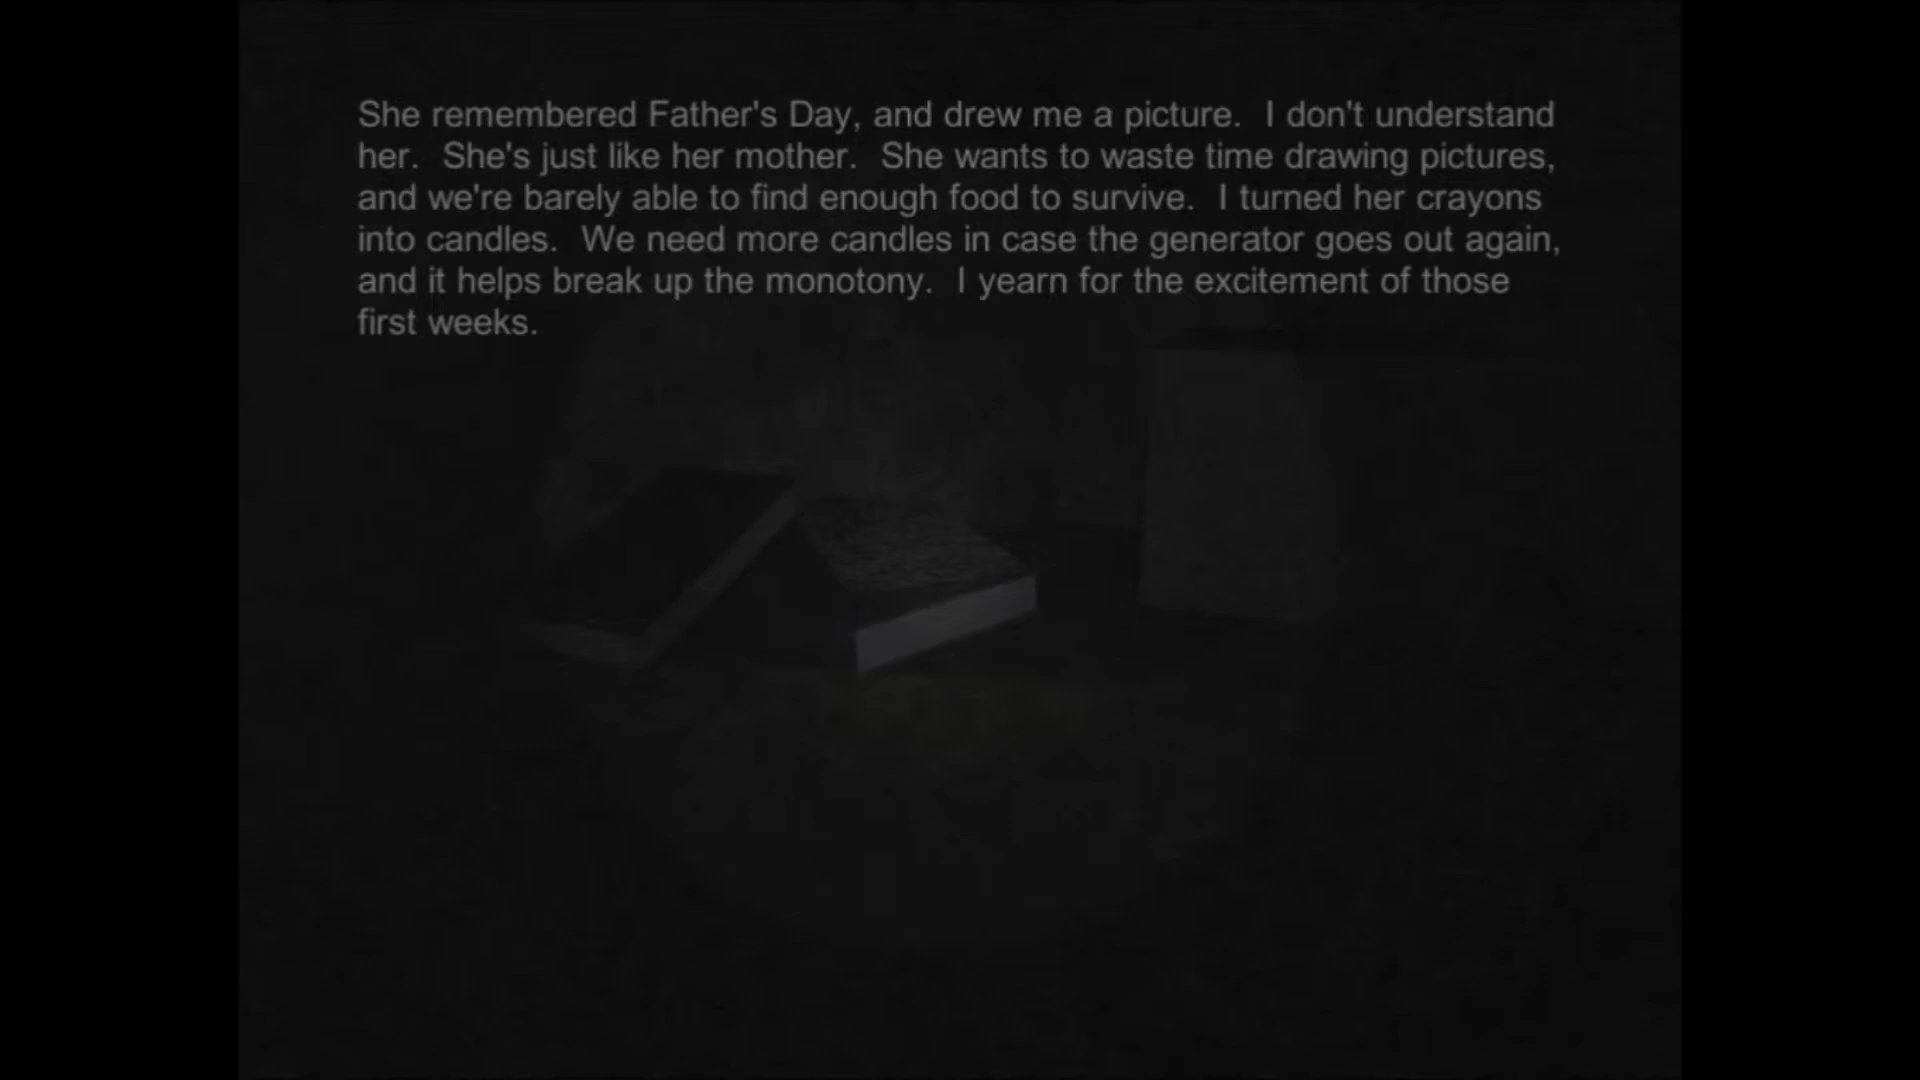 She remembered Father's Day, and drew me a picture.  I don't understand
her.  She's just like her mother.  She wants to waste time drawing pictures,
and we're barely able to find enough food to survive.  I turned her crayons
into candles.  We need more candles in case the generator goes out again,
and it helps break up the monotony.  I yearn for the excitement of those
first weeks.